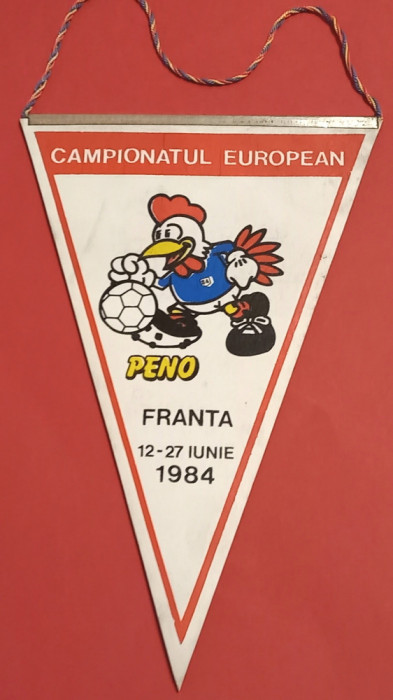 CAMPIONATUL EUROPEAN
PENO
FRANTA
12-27 IUNIE
1984